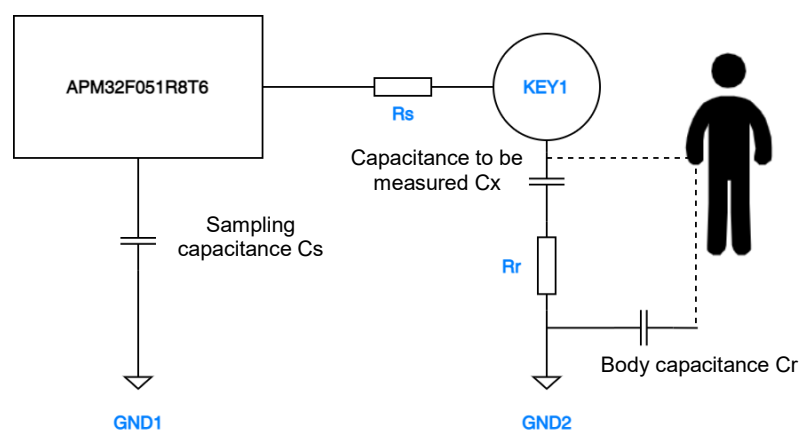 APM32F051R8T6
KEY1
Rs
Capacitance to be
measured Cx
Sampling
capacitance Cs
Rr
Body capacitance Cr
GND1
GND2